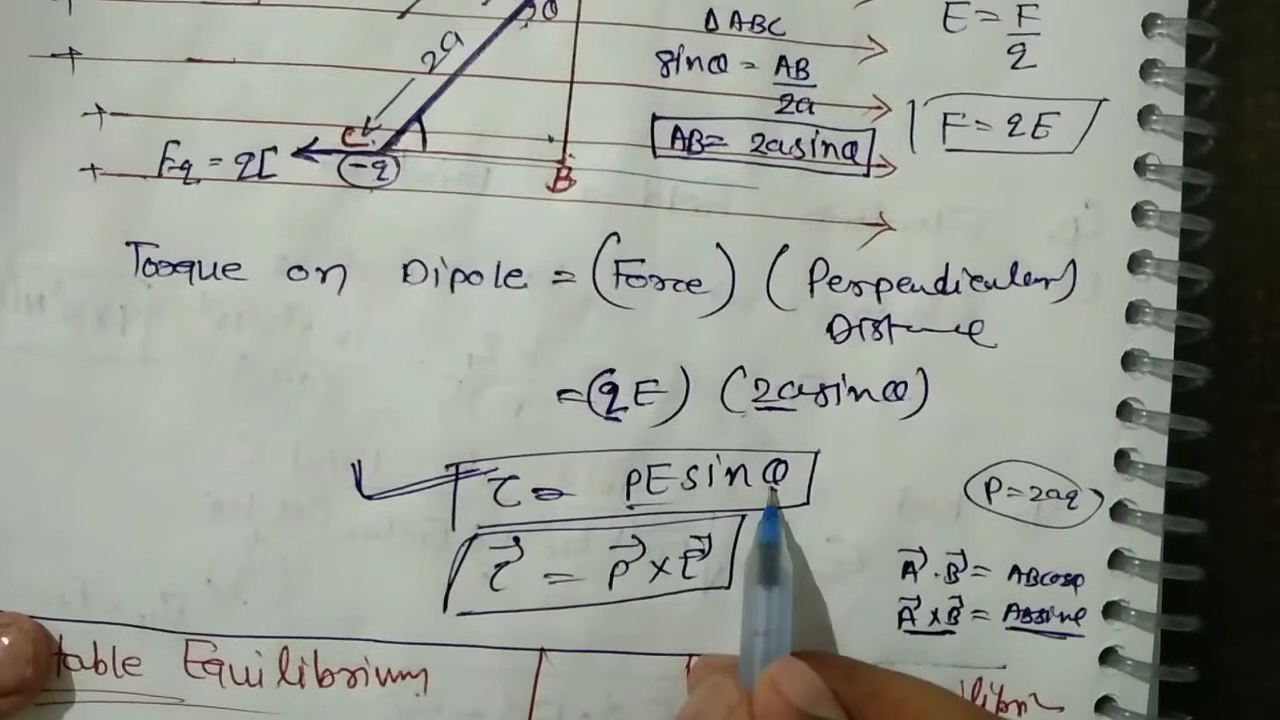 θ
2a
C
Fq = qE
-q
B
Δ ABC
sinθ = AB/2a
AB = 2asinθ
E = F/q
F = qE
Torque on Dipole = (Force) (Perpendicular
Distance)
= (qE) (2asinθ)
τ = PEsinθ
P = 2aq
τ⃗ = P⃗ × E⃗
A⃗ . B⃗ = ABcosθ
A⃗ × B⃗ = ABsinθ
table Equilibrium